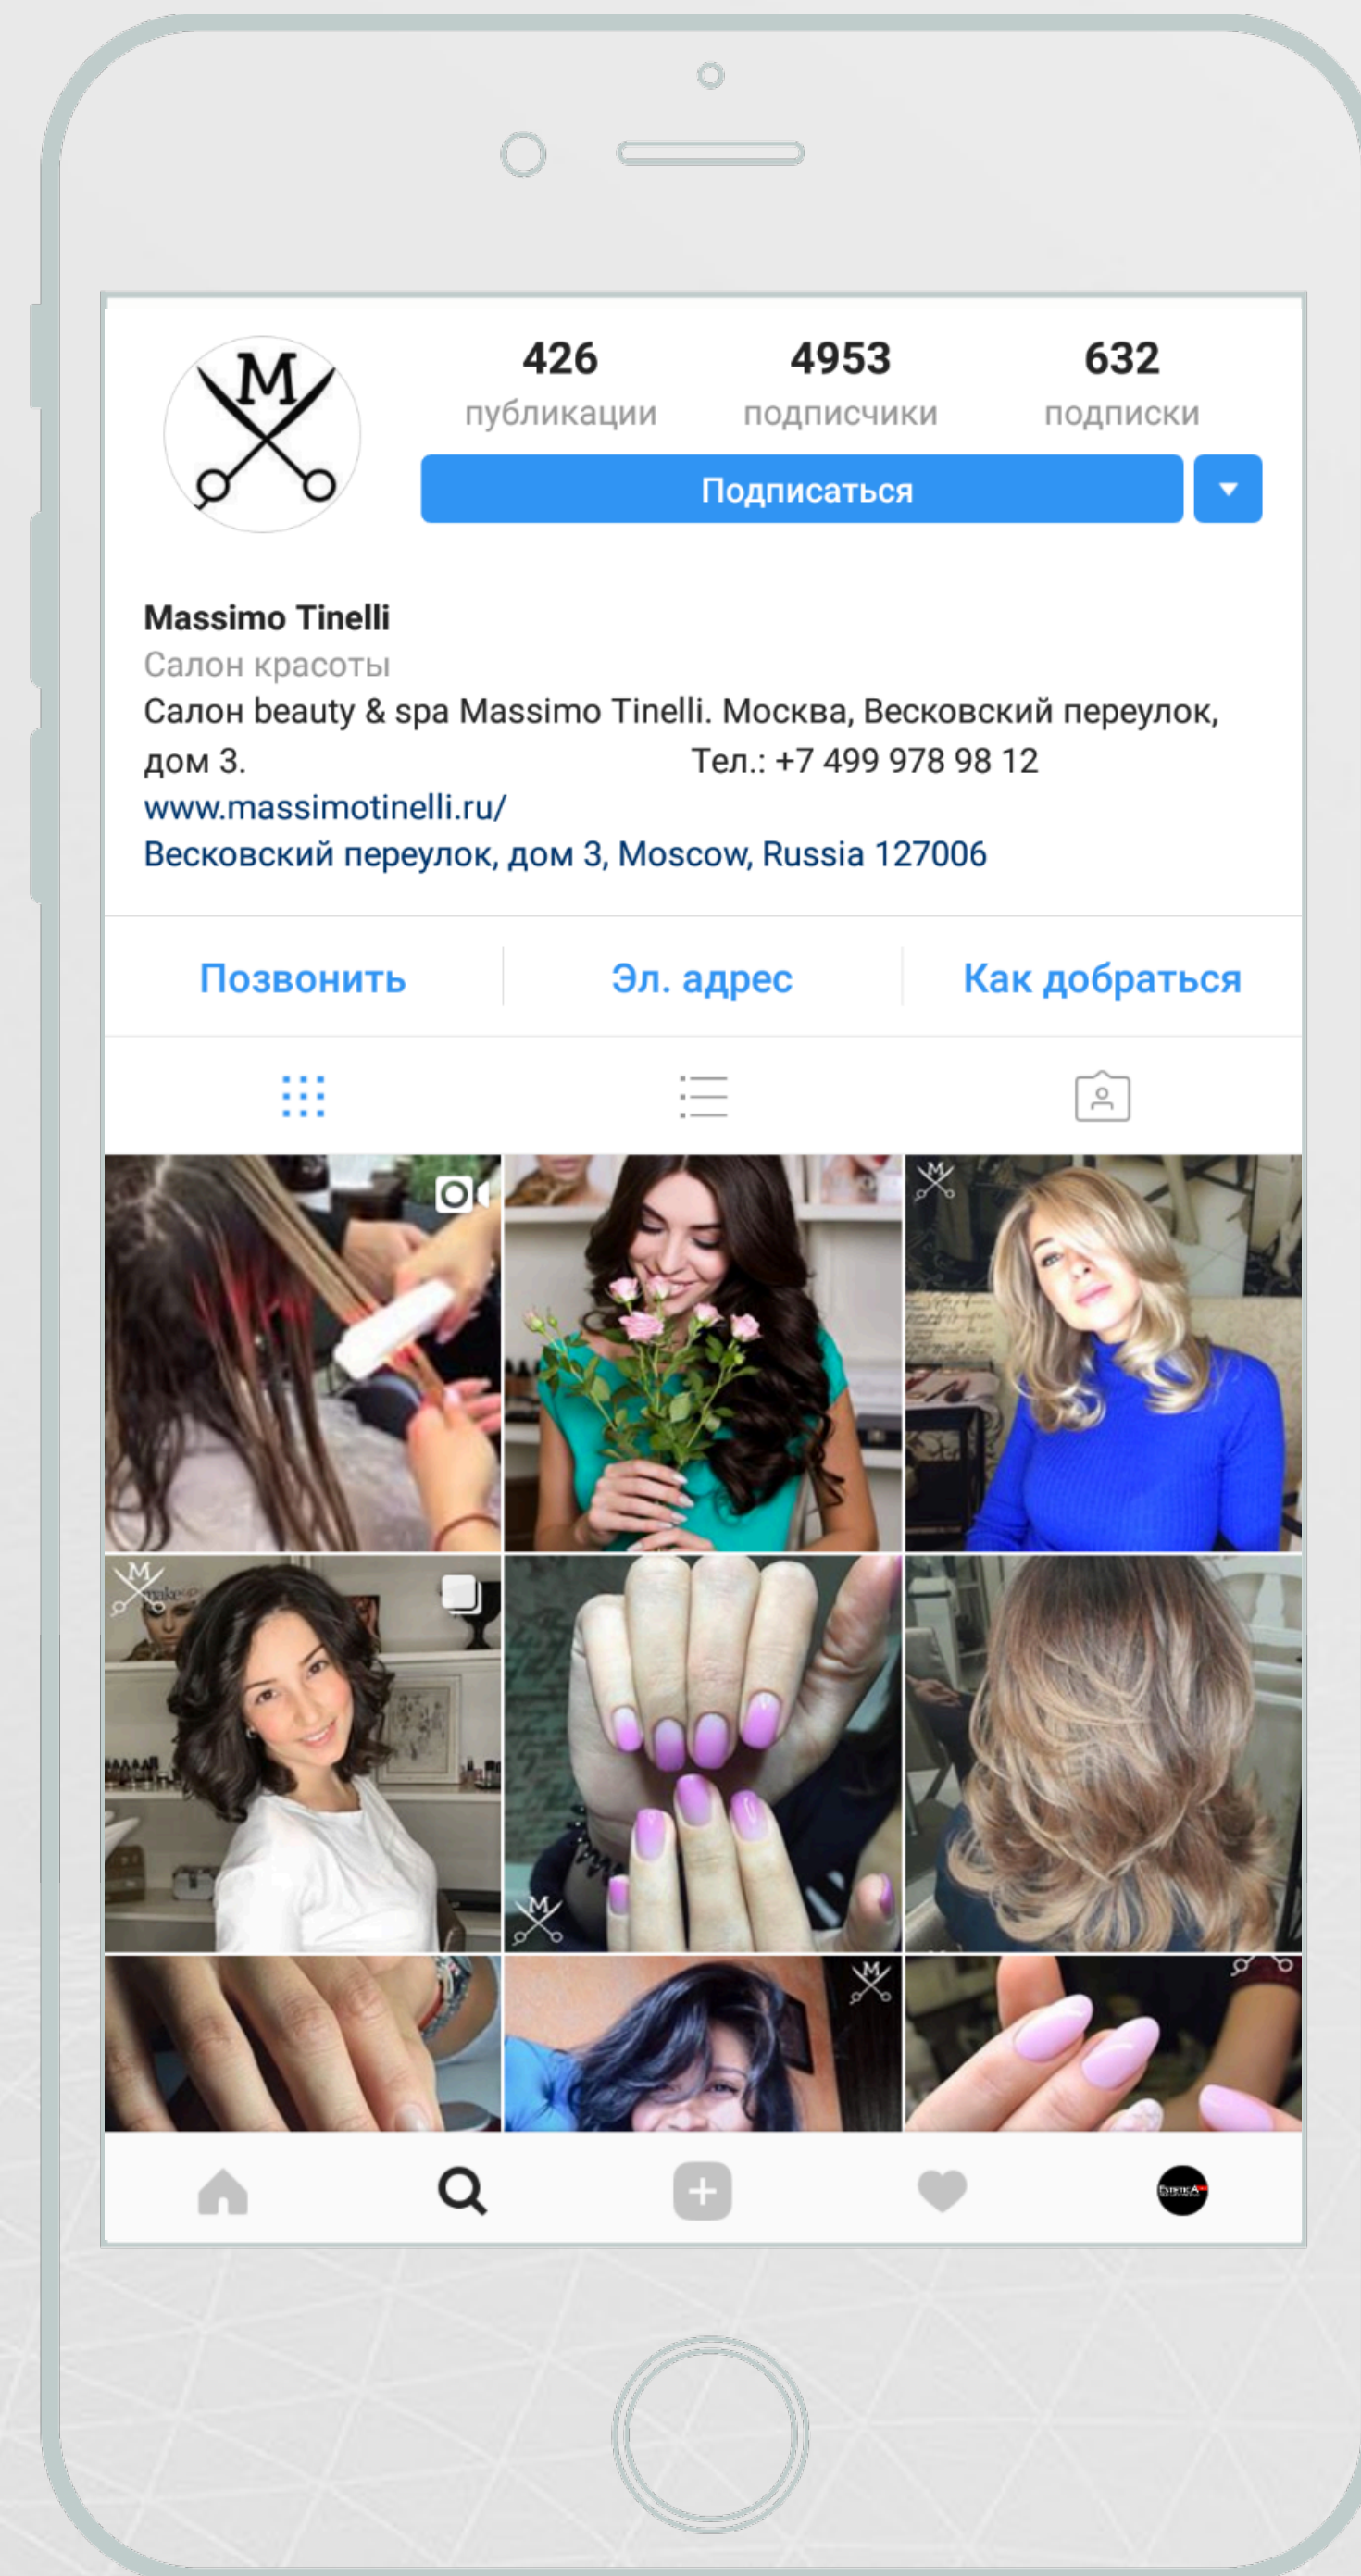 M
426 4953 632
публикации подписчики подписки
Подписаться
Massimo Tinelli
Салон красоты
Салон beauty & spa Massimo Tinelli. Москва, Весковский переулок,
дом 3. Тел.: +7 499 978 98 12
www.massimotinelli.ru/
Весковский переулок, дом 3, Moscow, Russia 127006
Позвонить Эл. адрес Как добраться
M
M
make
M
M
EsteticA